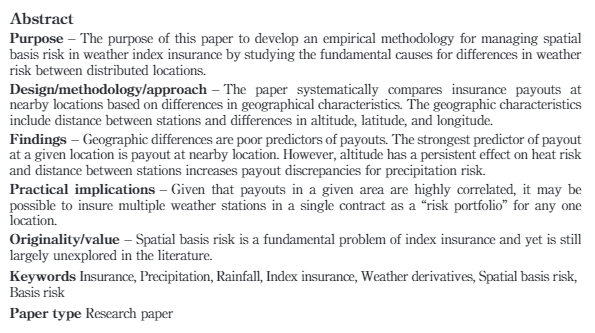 Abstract
Purpose – The purpose of this paper to develop an empirical methodology for managing spatial
basis risk in weather index insurance by studying the fundamental causes for differences in weather
risk between distributed locations.
Design/methodology/approach – The paper systematically compares insurance payouts at
nearby locations based on differences in geographical characteristics. The geographic characteristics
include distance between stations and differences in altitude, latitude, and longitude.
Findings – Geographic differences are poor predictors of payouts. The strongest predictor of payout
at a given location is payout at nearby location. However, altitude has a persistent effect on heat risk
and distance between stations increases payout discrepancies for precipitation risk.
Practical implications – Given that payouts in a given area are highly correlated, it may be
possible to insure multiple weather stations in a single contract as a “risk portfolio” for any one
location.
Originality/value – Spatial basis risk is a fundamental problem of index insurance and yet is still
largely unexplored in the literature.
Keywords Insurance, Precipitation, Rainfall, Index insurance, Weather derivatives, Spatial basis risk,
Basis risk
Paper type Research paper